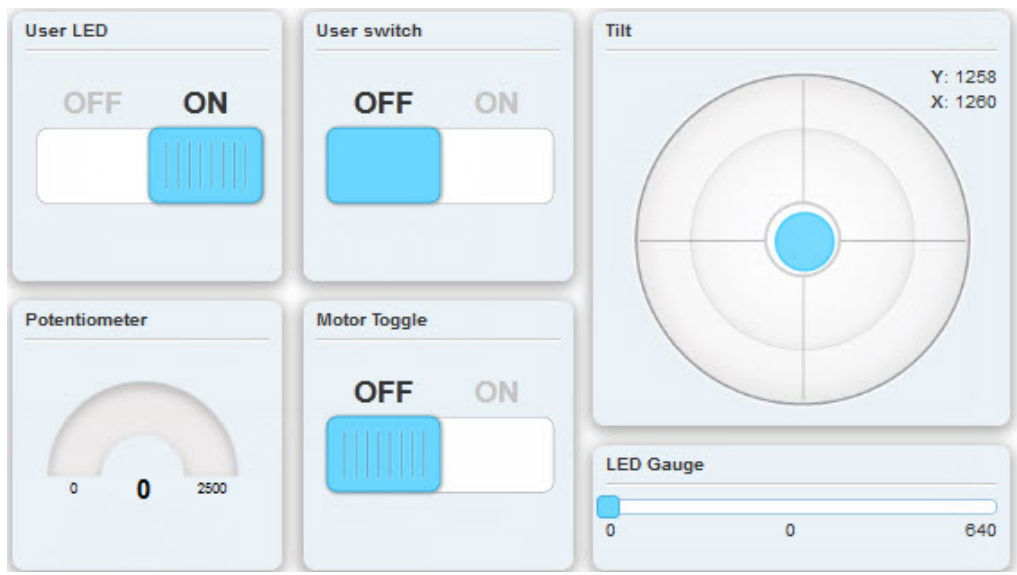 User LED
OFF ON
User switch
OFF ON
Tilt
Y: 1258
X: 1260
Potentiometer
0 0 2500
Motor Toggle
OFF ON
LED Gauge
0 0 640